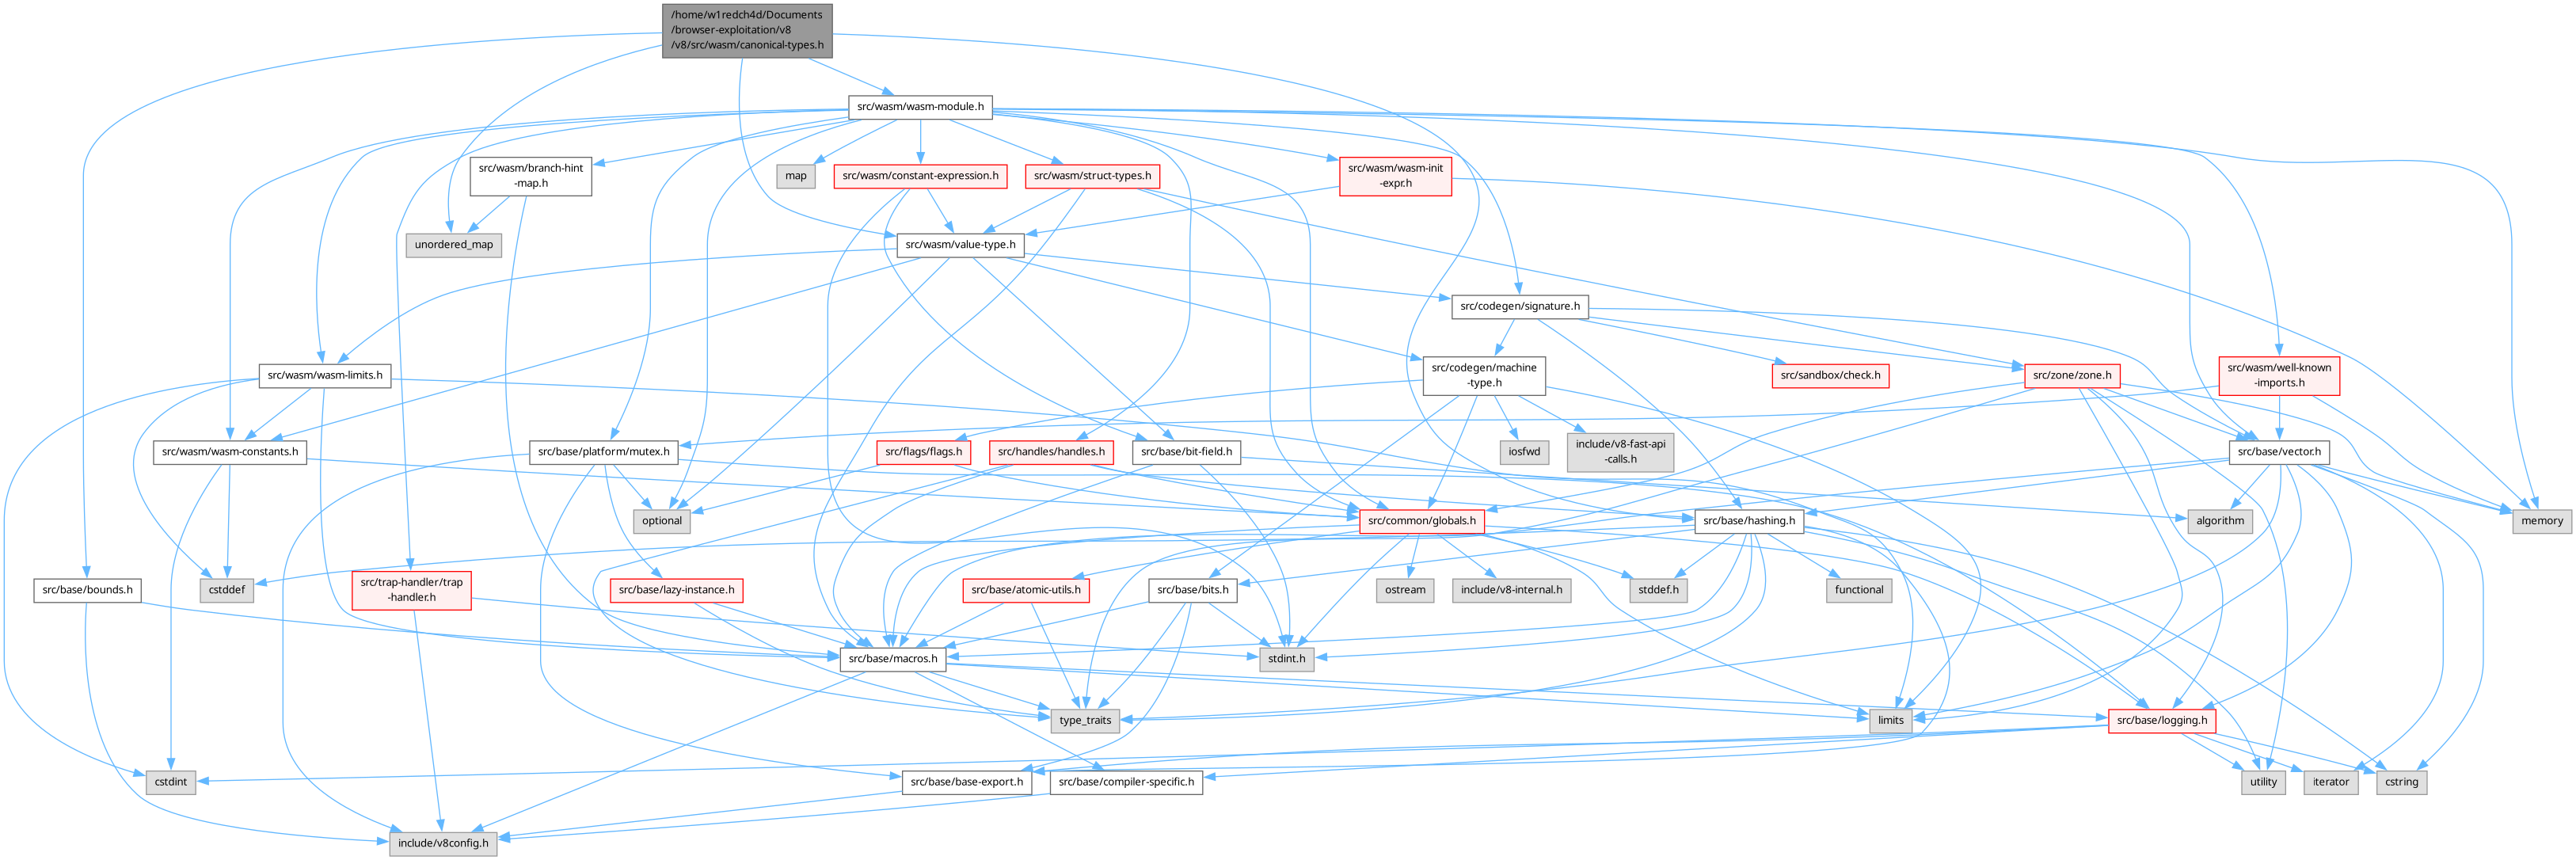 /home/w1redch4d/Documents
/browser-exploitation/v8
/v8/src/wasm/canonical-types.h
src/wasm/wasm-module.h
src/wasm/branch-hint
-map.h
map
src/wasm/constant-expression.h
src/wasm/struct-types.h
src/wasm/wasm-init
-expr.h
unordered_map
src/wasm/value-type.h
src/codegen/signature.h
src/wasm/wasm-limits.h
src/codegen/machine
-type.h
src/sandbox/check.h
src/zone/zone.h
src/wasm/well-known
-imports.h
src/wasm/wasm-constants.h
src/base/platform/mutex.h
src/flags/flags.h
src/handles/handles.h
src/base/bit-field.h
iosfwd
include/v8-fast-api
-calls.h
src/base/vector.h
optional
src/common/globals.h
src/base/hashing.h
algorithm
memory
src/base/bounds.h
cstddef
src/trap-handler/trap
-handler.h
src/base/lazy-instance.h
src/base/atomic-utils.h
src/base/bits.h
ostream
include/v8-internal.h
stddef.h
functional
src/base/macros.h
stdint.h
type_traits
limits
src/base/logging.h
cstdint
src/base/base-export.h
src/base/compiler-specific.h
utility
iterator
cstring
include/v8config.h